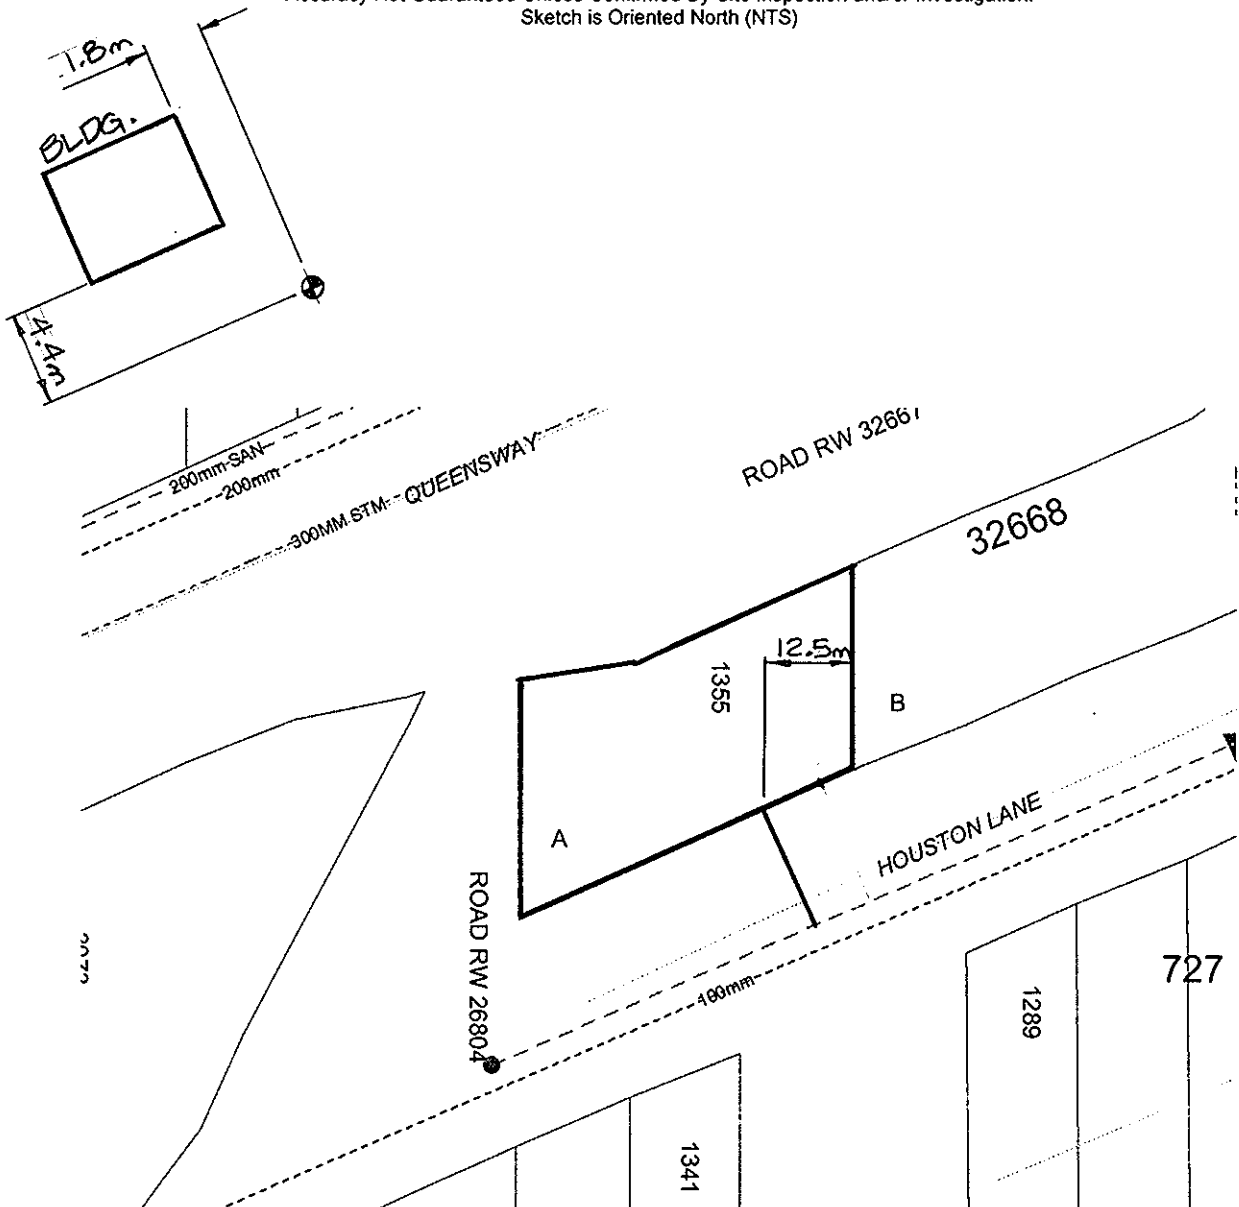 Sketch is Oriented North (NTS)
1.8m
BLDG.
4.4m
200mm SAN
200mm
300MM STM
QUEENSWAY
ROAD RW 32667
32668
12.5m
1355
B
A
HOUSTON LANE
ROAD RW 26804
100mm
727
1289
1341